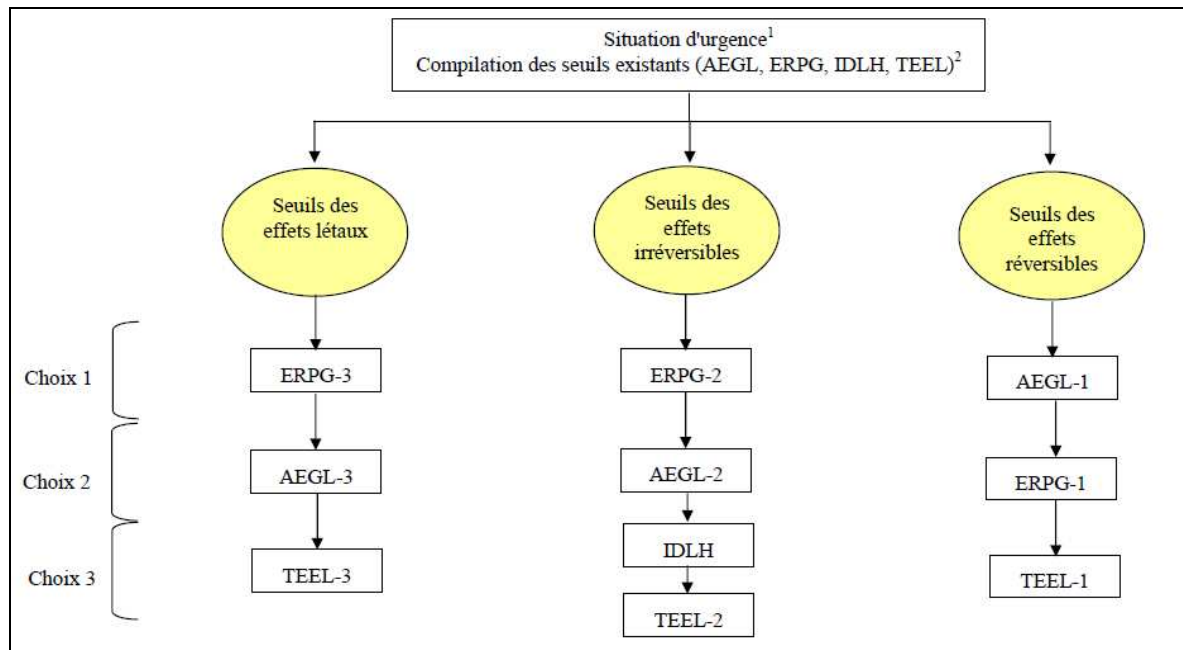 Situation d'urgence1
Compilation des seuils existants (AEGL, ERPG, IDLH, TEEL)2
Seuils des
effets létaux
Seuils des
effets
irréversibles
Seuils des
effets
réversibles
Choix 1
ERPG-3
ERPG-2
AEGL-1
Choix 2
AEGL-3
AEGL-2
ERPG-1
Choix 3
TEEL-3
IDLH
TEEL-2
TEEL-1